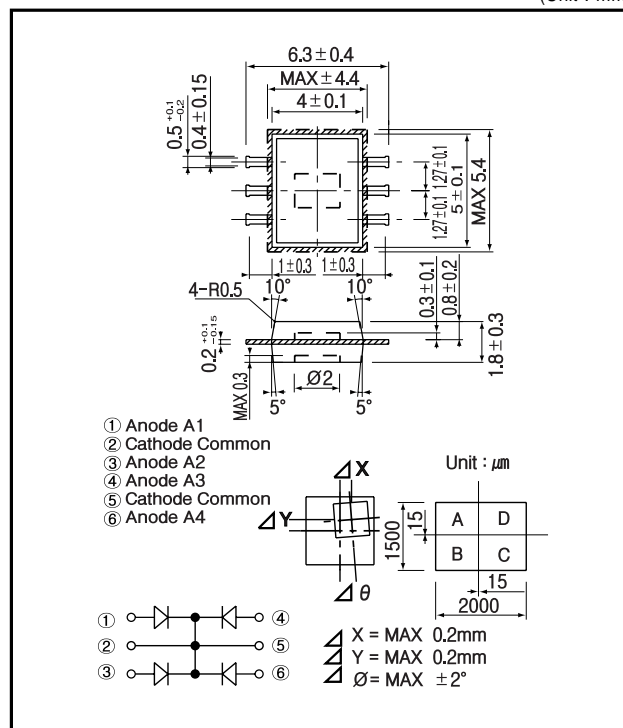 6.3±0.4
MAX±4.4
4±0.1
0.5 +0.1 -0.2
0.4±0.15
1.27±0.1 1.27±0.1
5±0.1
MAX 5.4
1±0.3 1±0.3
10° 10°
4-R0.5
0.3±0.1
0.8±0.2
1.8±0.3
0.2 +0.1 -0.15
MAX 0.3
Ø2
5° 5°
① Anode A1
② Cathode Common
③ Anode A2
④ Anode A3
⑤ Cathode Common
⑥ Anode A4
⊿X
⊿Y
⊿θ
Unit : μm
A D
B C
15
1500
15
2000
① ④
② ⑤
③ ⑥
⊿ X = MAX 0.2mm
⊿ Y = MAX 0.2mm
⊿ Ø= MAX ±2°